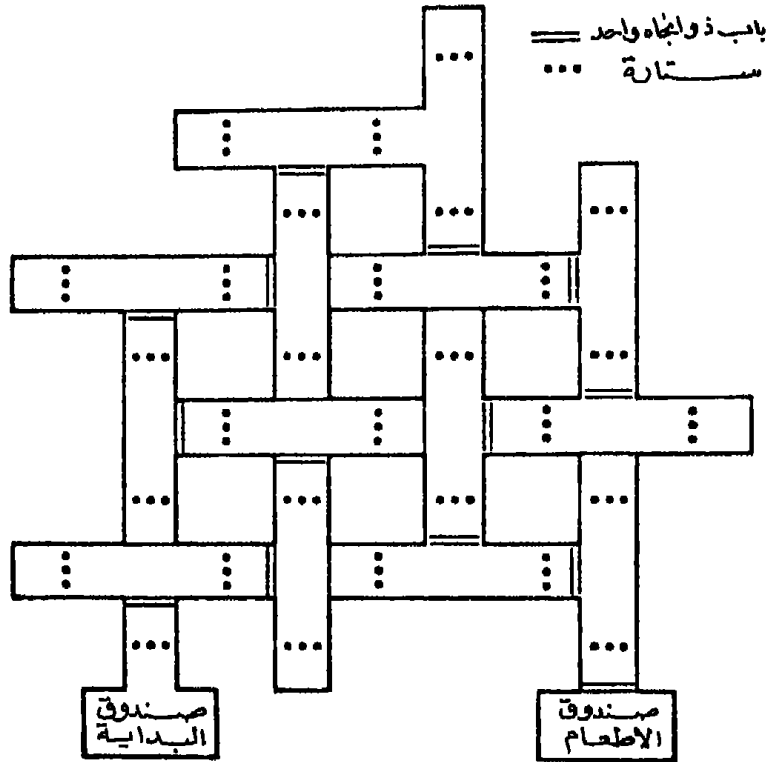 باب ذو اتجاه واحد
ستارة
صندوق
البداية
صندوق
الاطعام